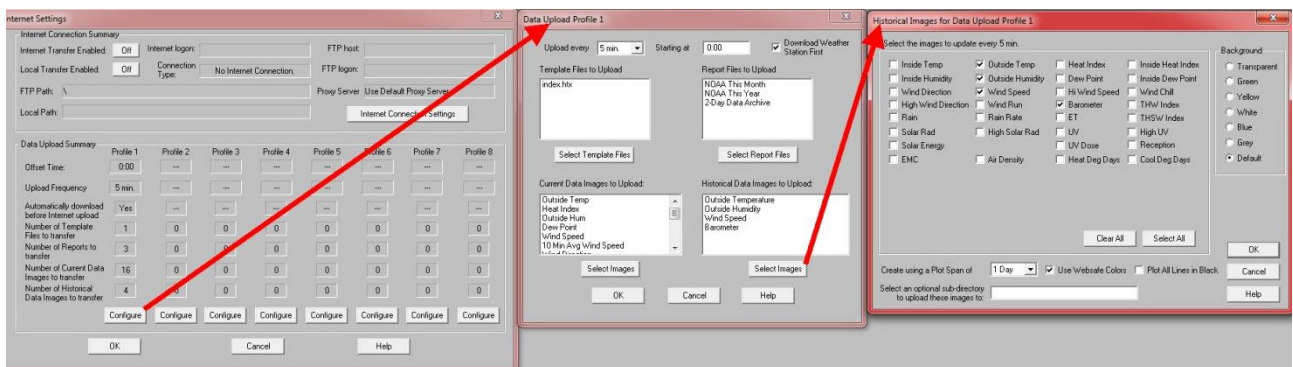 nternet Settings
Internet Connection Summary
Internet Transfer Enabled: Off Internet logon: FTP host:
Local Transfer Enabled: Off Connection Type: No Internet Connection. FTP logon:
FTP Path: \ Proxy Server Use Default Proxy Server
Local Path: Internet Connection Settings
Data Upload Summary
Profile 1 Profile 2 Profile 3 Profile 4 Profile 5 Profile 6 Profile 7 Profile 8
Offset Time: 0:00 --- --- --- --- --- --- ---
Upload Frequency 5 min. --- --- --- --- --- --- ---
Automatically download
before Internet upload Yes --- --- --- --- --- --- ---
Number of Template
Files to transfer 1 0 0 0 0 0 0 0
Number of Reports to
transfer 3 0 0 0 0 0 0 0
Number of Current Data
Images to transfer 16 0 0 0 0 0 0 0
Number of Historical
Data Images to transfer 4 0 0 0 0 0 0 0
Configure Configure Configure Configure Configure Configure Configure Configure
OK Cancel Help
Data Upload Profile 1
Upload every 5 min. Starting at 0:00 Download Weather
Station First
Template Files to Upload Report Files to Upload
index.htx NOAA This Month
NOAA This Year
2-Day Data Archive
Select Template Files Select Report Files
Current Data Images to Upload: Historical Data Images to Upload:
Outside Temp Outside Temperature
Heat Index Outside Humidity
Outside Hum Wind Speed
Dew Point Barometer
Wind Speed
10 Min Avg Wind Speed
Select Images Select Images
OK Cancel Help
Historical Images for Data Upload Profile 1
Select the images to update every 5 min.
Background
Inside Temp Outside Temp Heat Index Inside Heat Index Transparent
Inside Humidity Outside Humidity Dew Point Inside Dew Point Green
Wind Direction Wind Speed Hi Wind Speed Wind Chill Yellow
High Wind Direction Wind Run Barometer THW Index White
Rain Rain Rate ET THSW Index Blue
Solar Rad High Solar Rad UV High UV Grey
Solar Energy UV Dose Reception Default
EMC Air Density Heat Deg Days Cool Deg Days
Clear All Select All
OK
Create using a Plot Span of 1 Day Use Websafe Colors Plot All Lines in Black Cancel
Select an optional sub-directory
to upload these images to: Help